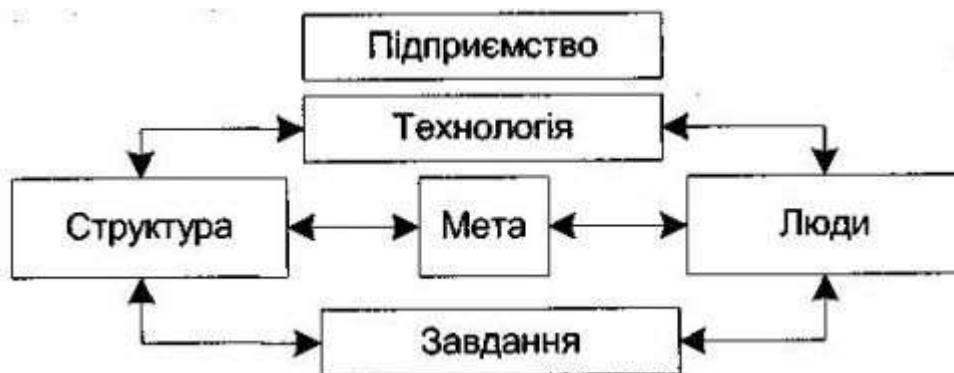 Підприємство
Технологія
Структура
Мета
Люди
Завдання